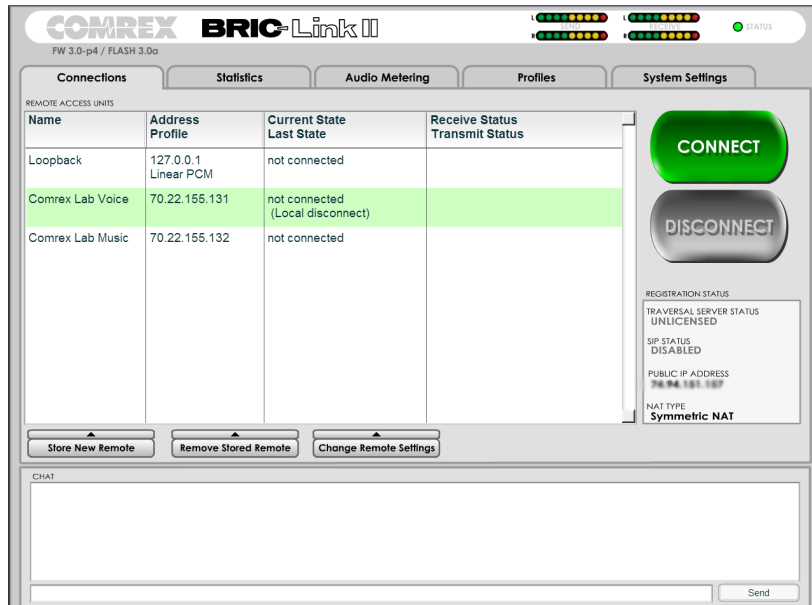 COMREX BRIC-Link II
L SEND
R
L RECEIVE
R
STATUS
FW 3.0-p4 / FLASH 3.0a
Connections Statistics Audio Metering Profiles System Settings
REMOTE ACCESS UNITS
Name Address Current State Receive Status
Profile Last State Transmit Status
Loopback 127.0.0.1 not connected
Linear PCM
Comrex Lab Voice 70.22.155.131 not connected
(Local disconnect)
Comrex Lab Music 70.22.155.132 not connected
CONNECT
DISCONNECT
REGISTRATION STATUS
TRAVERSAL SERVER STATUS
UNLICENSED
SIP STATUS
DISABLED
PUBLIC IP ADDRESS
NAT TYPE
Symmetric NAT
Store New Remote Remove Stored Remote Change Remote Settings
CHAT
Send